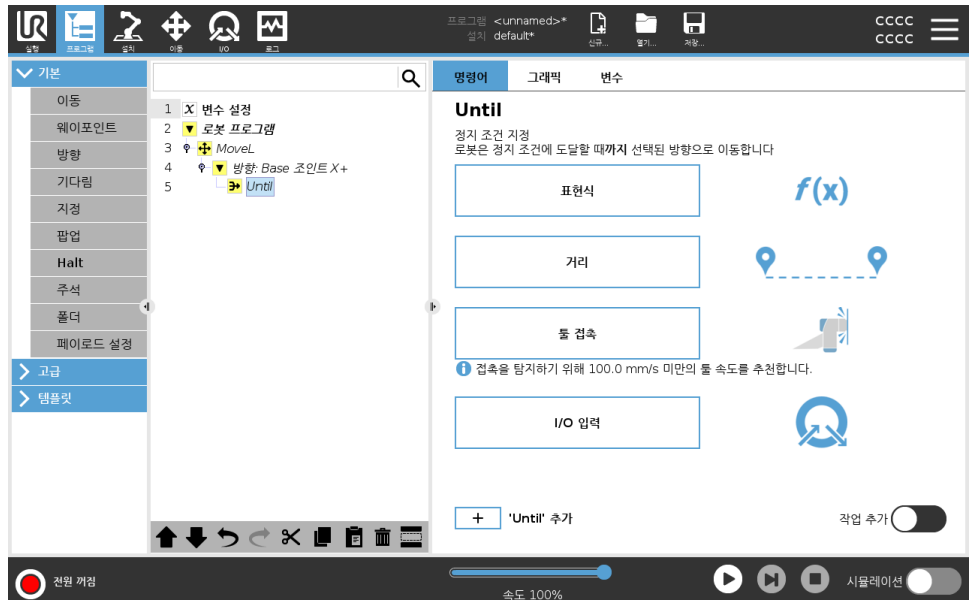 UR
실행
프로그램
설치
이동
I/O
로그
프로그램 <unnamed>*
설치 default*
신규...
열기...
저장...
cccc
cccc
기본
이동
웨이포인트
방향
기다림
지정
팝업
Halt
주석
폴더
페이로드 설정
고급
템플릿
1 x 변수 설정
2 로봇 프로그램
3 MoveL
4 방향: Base 조인트 X+
5 Until
명령어 그래픽 변수
Until
정지 조건 지정
로봇은 정지 조건에 도달할 때까지 선택된 방향으로 이동합니다
표현식
f(x)
거리
툴 접촉
i 접촉을 탐지하기 위해 100.0 mm/s 미만의 툴 속도를 추천합니다.
I/O 입력
+ 'Until' 추가
작업 추가
전원 꺼짐
속도 100%
시뮬레이션